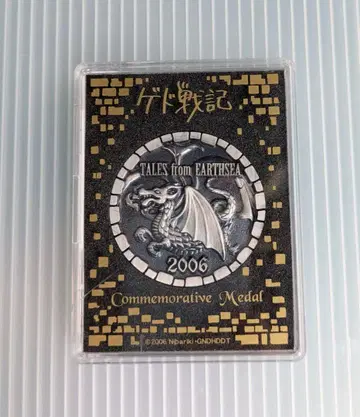 ゲド戦記
TALES from EARTHSEA
2006
Commemorative Medal
©2006 Nibariki・GNDHDDT